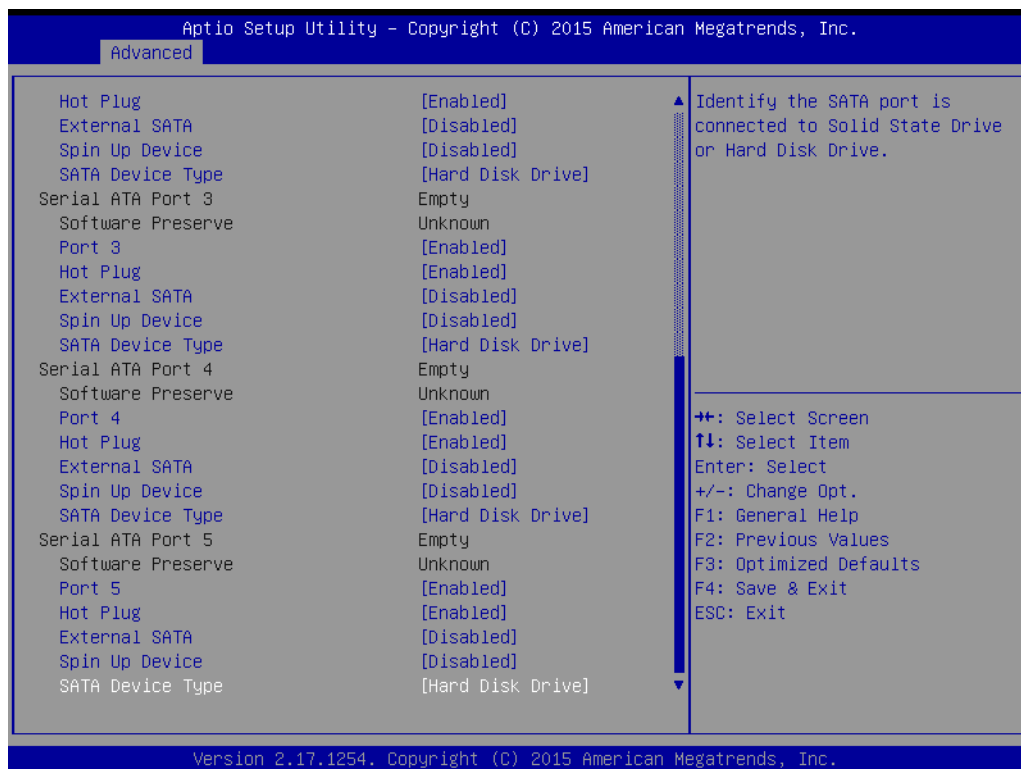 Aptio Setup Utility – Copyright (C) 2015 American Megatrends, Inc.
Advanced
Hot Plug [Enabled]
External SATA [Disabled]
Spin Up Device [Disabled]
SATA Device Type [Hard Disk Drive]
Serial ATA Port 3 Empty
Software Preserve Unknown
Port 3 [Enabled]
Hot Plug [Enabled]
External SATA [Disabled]
Spin Up Device [Disabled]
SATA Device Type [Hard Disk Drive]
Serial ATA Port 4 Empty
Software Preserve Unknown
Port 4 [Enabled]
Hot Plug [Enabled]
External SATA [Disabled]
Spin Up Device [Disabled]
SATA Device Type [Hard Disk Drive]
Serial ATA Port 5 Empty
Software Preserve Unknown
Port 5 [Enabled]
Hot Plug [Enabled]
External SATA [Disabled]
Spin Up Device [Disabled]
SATA Device Type [Hard Disk Drive]
Identify the SATA port is
connected to Solid State Drive
or Hard Disk Drive.
→←: Select Screen
↑↓: Select Item
Enter: Select
+/-: Change Opt.
F1: General Help
F2: Previous Values
F3: Optimized Defaults
F4: Save & Exit
ESC: Exit
Version 2.17.1254. Copyright (C) 2015 American Megatrends, Inc.